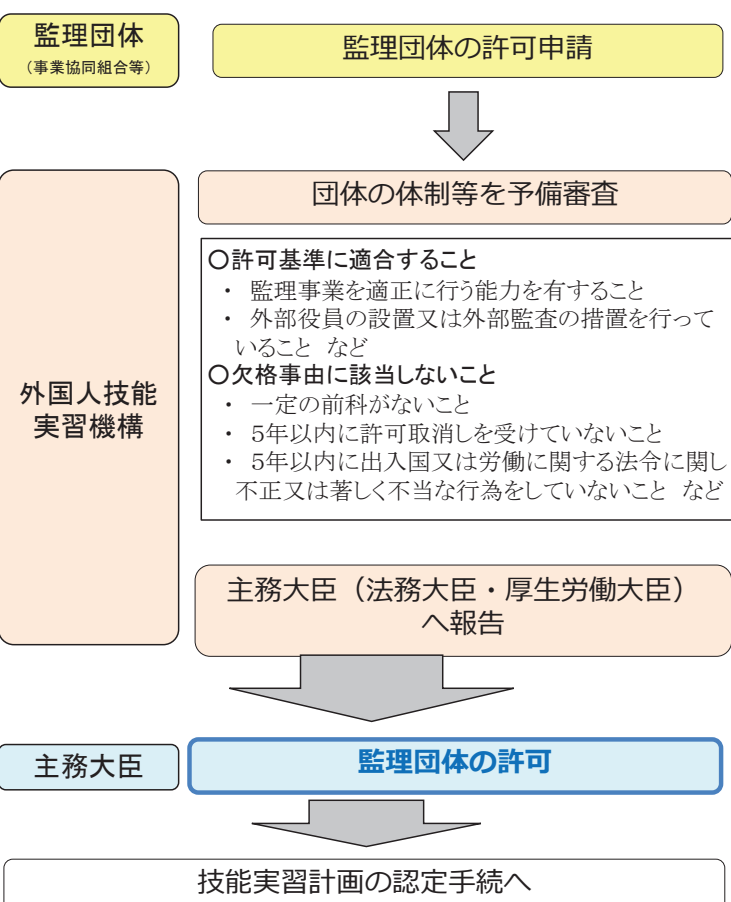 監理団体
（事業協同組合等）
監理団体の許可申請
団体の体制等を予備審査
〇許可基準に適合すること
・ 監理事業を適正に行う能力を有すること
・ 外部役員の設置又は外部監査の措置を行って
いること など
〇欠格事由に該当しないこと
・ 一定の前科がないこと
・ 5年以内に許可取消しを受けていないこと
・ 5年以内に出入国又は労働に関する法令に関し
不正又は著しく不当な行為をしていないこと など
外国人技能
実習機構
主務大臣（法務大臣・厚生労働大臣）
へ報告
主務大臣
監理団体の許可
技能実習計画の認定手続へ